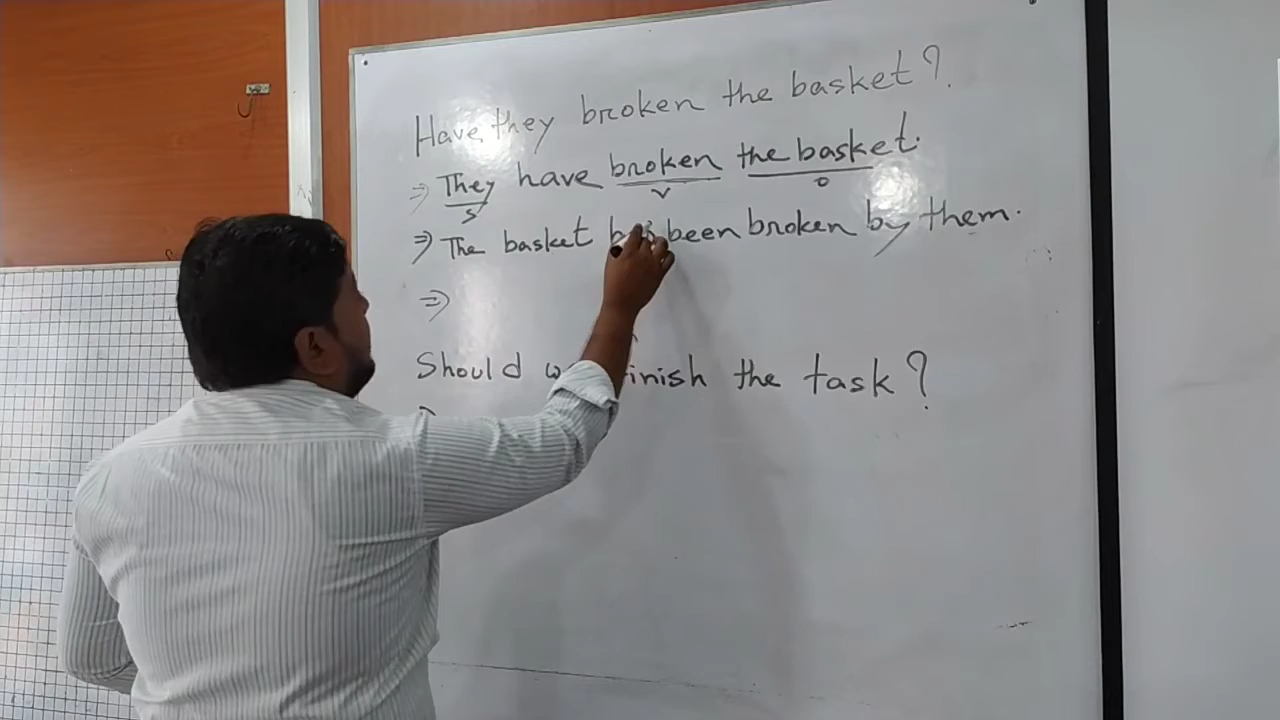 Have they broken the basket?
⇒ They have broken the basket.
S V O
⇒ The basket has been broken by them.
⇒
Should finish the task?